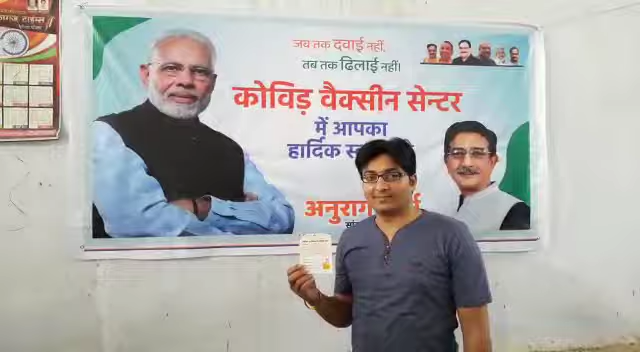 जब तक दवाई नहीं,
तब तक ढिलाई नहीं।
कोविड़ वैक्सीन सेन्टर
में आपका
हार्दिक
अनुराग